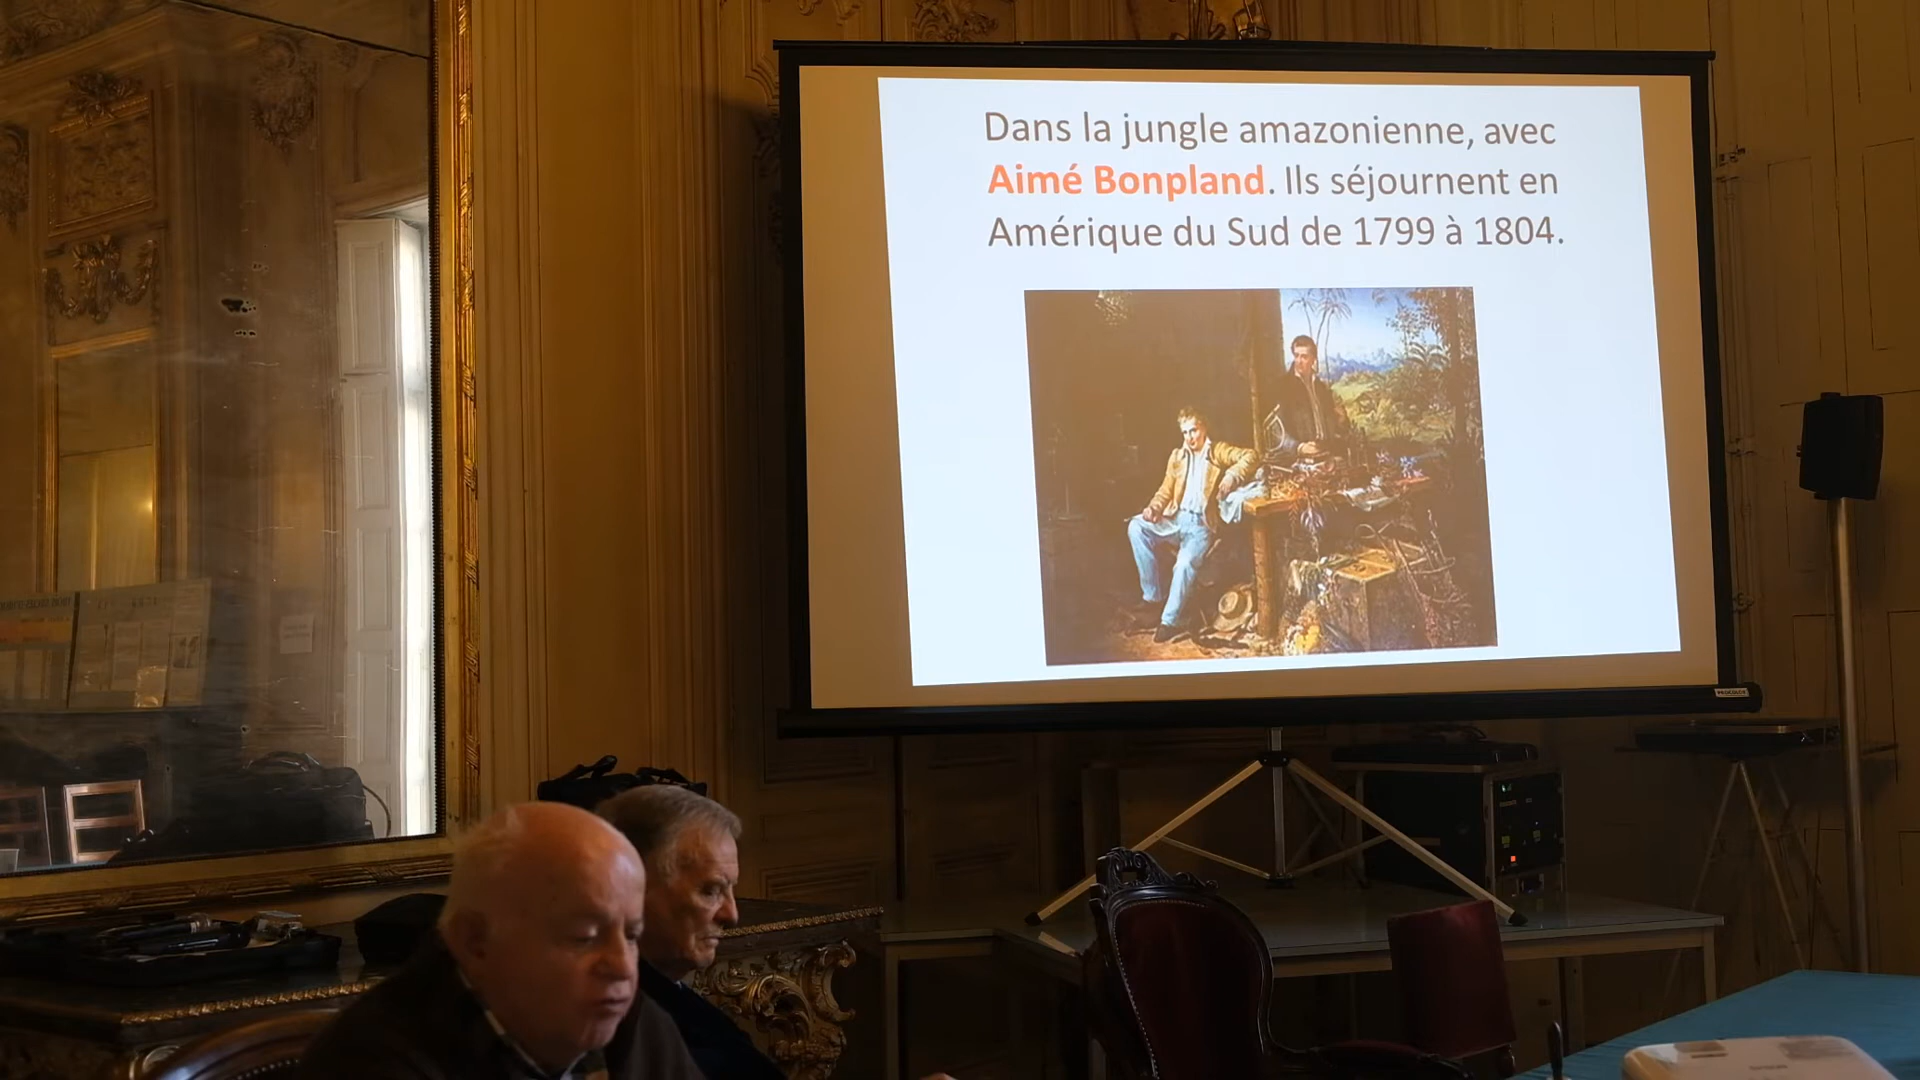 Dans la jungle amazonienne, avec
Aimé Bonpland. Ils séjournent en
Amérique du Sud de 1799 à 1804.